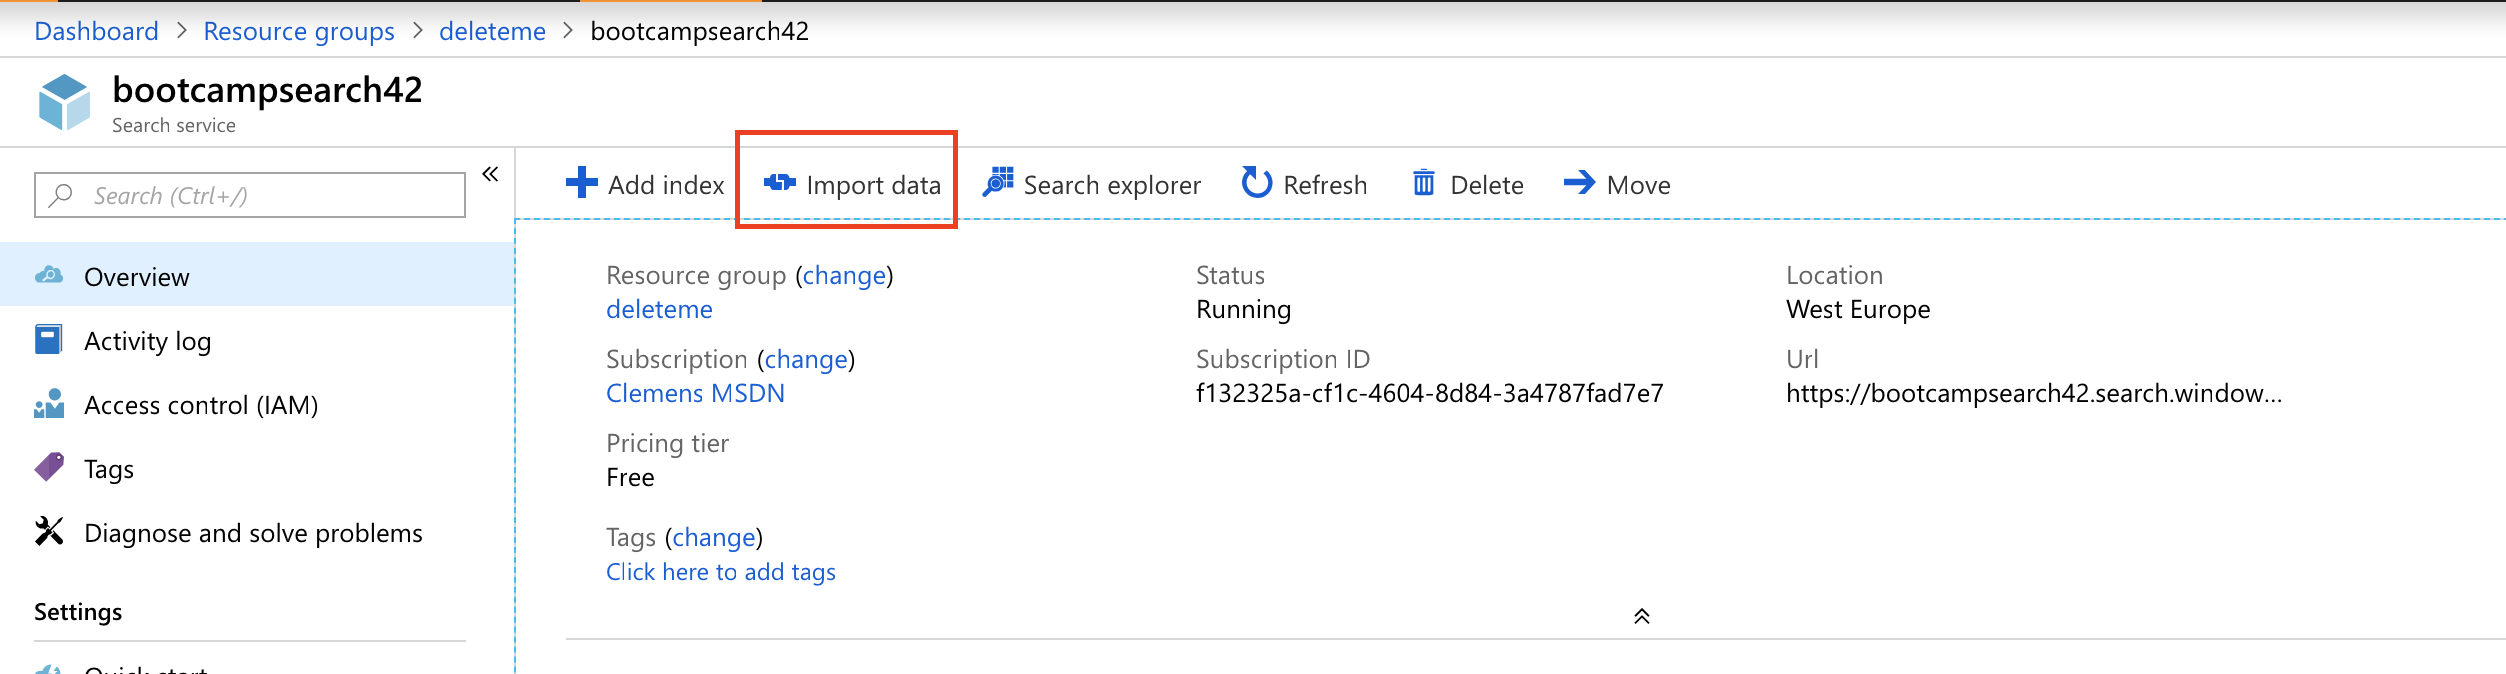 Dashboard > Resource groups > deleteme > bootcampsearch42
bootcampsearch42
Search service
Search (Ctrl+/)
Overview
Activity log
Access control (IAM)
Tags
Diagnose and solve problems
Settings
Quick start
Add index
Import data
Search explorer
Refresh
Delete
Move
Resource group (change)
deleteme
Subscription (change)
Clemens MSDN
Pricing tier
Free
Tags (change)
Click here to add tags
Status
Running
Subscription ID
f132325a-cf1c-4604-8d84-3a4787fad7e7
Location
West Europe
Url
https://bootcampsearch42.search.window...